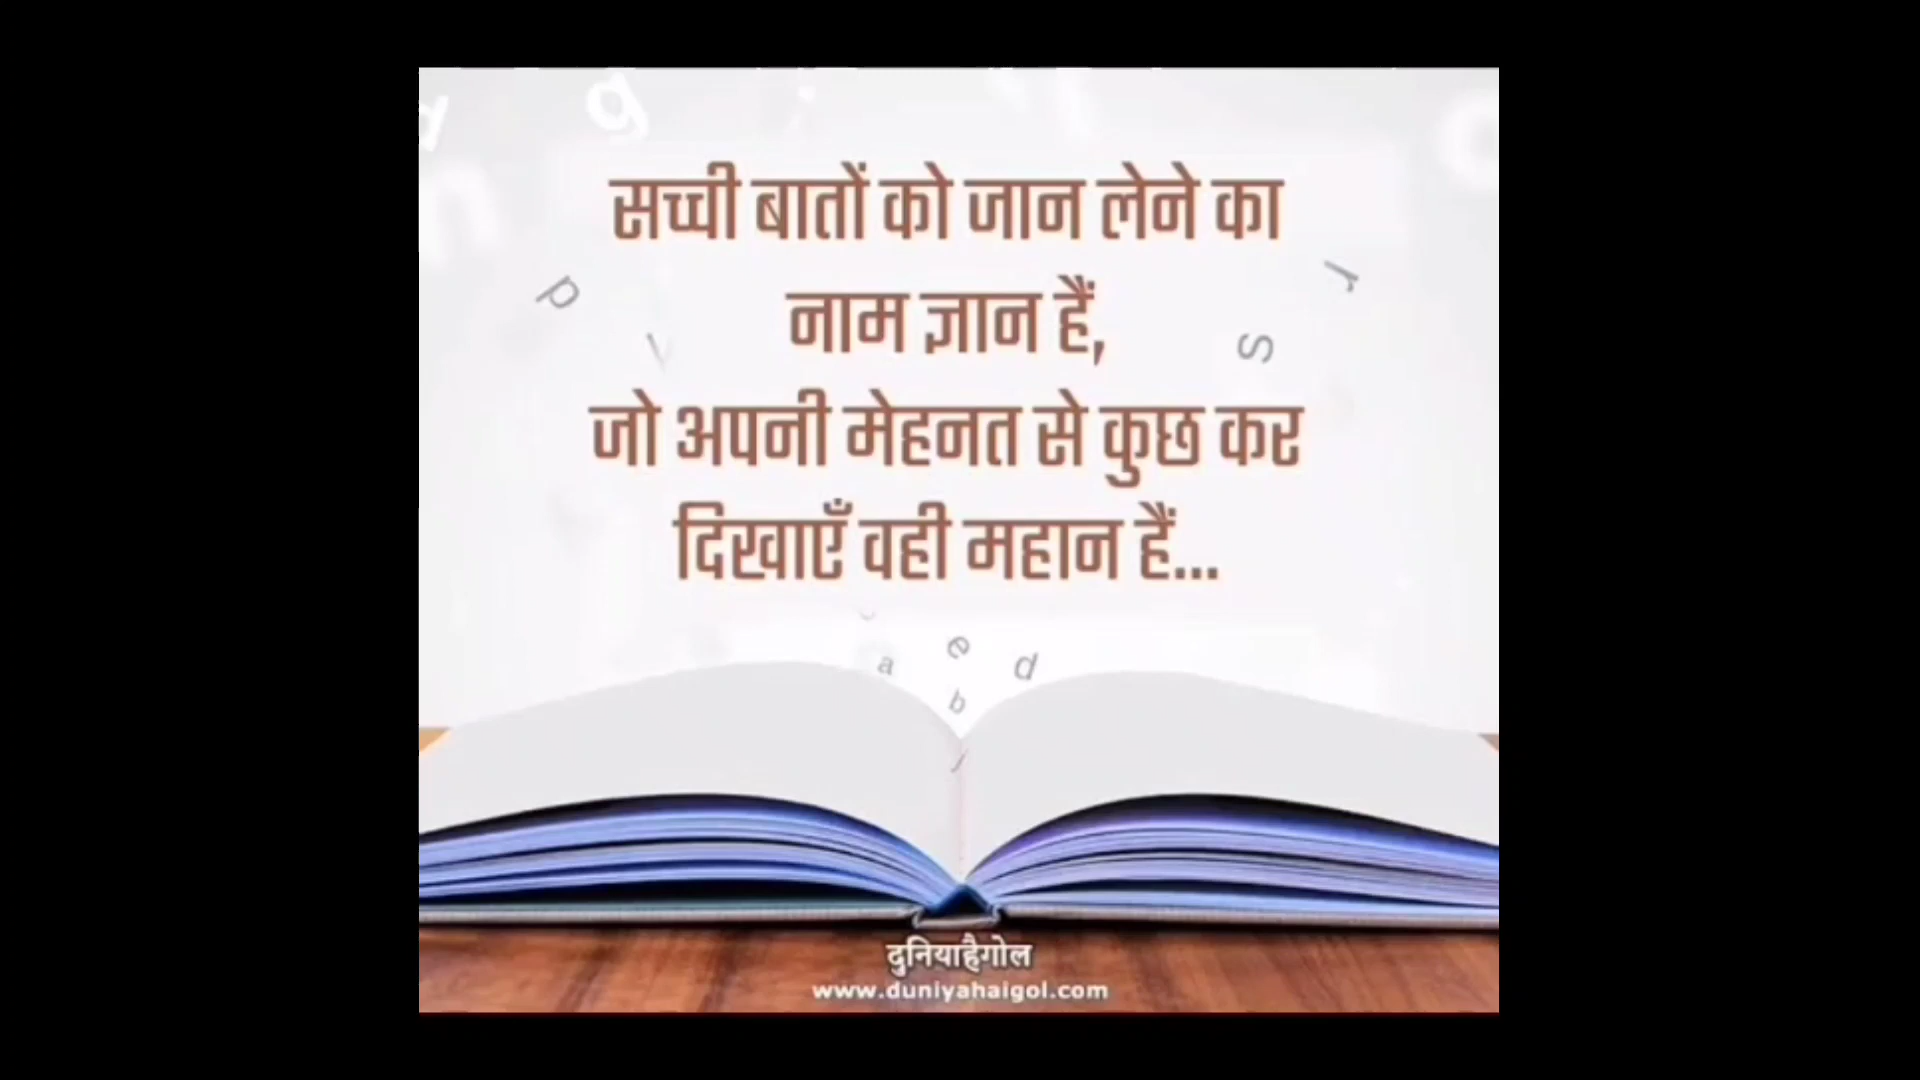 सच्ची बातों को जान लेने का
नाम ज्ञान हैं,
जो अपनी मेहनत से कुछ कर
दिखाएँ वही महान हैं...
दुनियाहैगोल
www.duniyahaigol.com